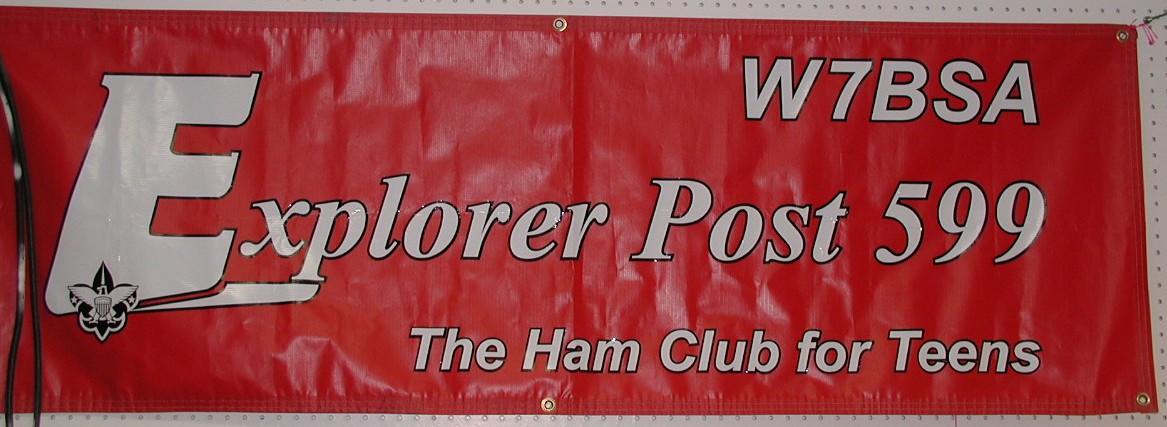 W7BSA
Explorer Post 599
The Ham Club for Teens